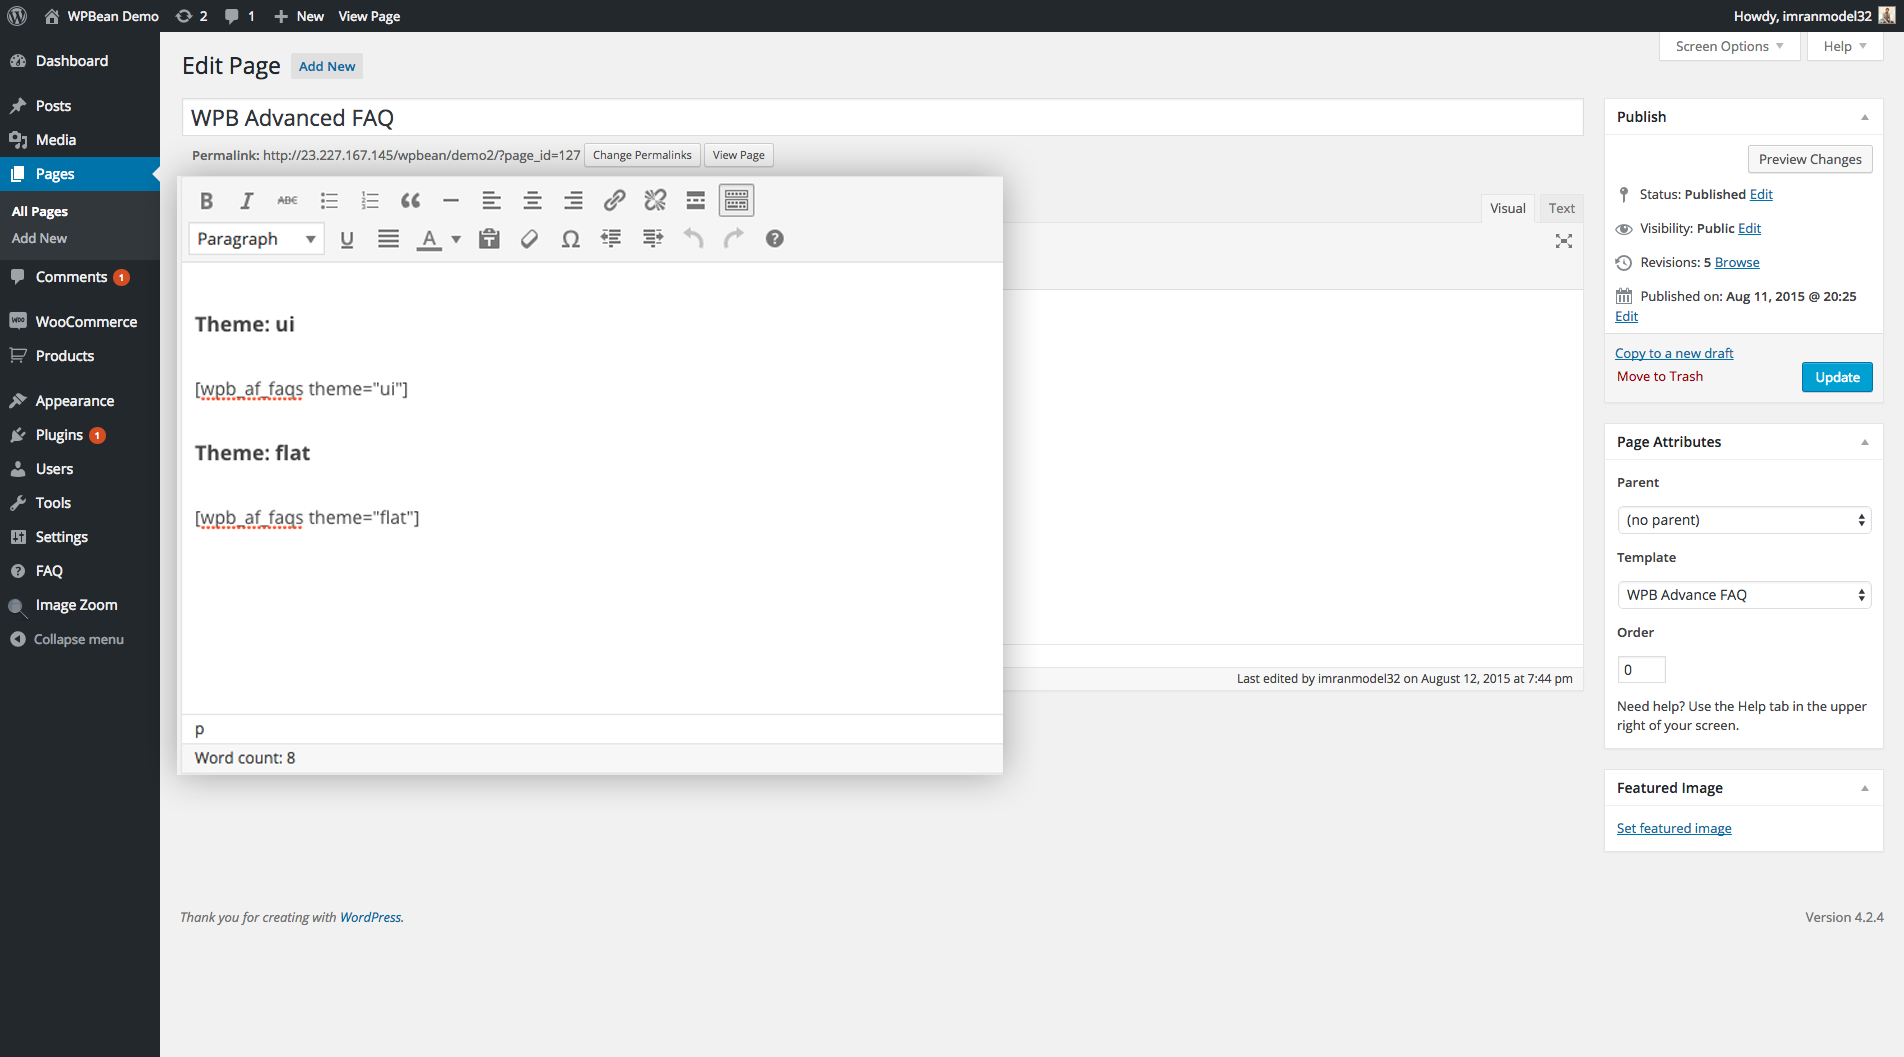 WPBean Demo 2 1 New View Page Howdy, imranmodel32
Screen Options Help
Dashboard
Posts
Media
Pages
All Pages
Add New
Comments 1
WooCommerce
Products
Appearance
Plugins 1
Users
Tools
Settings
FAQ
Image Zoom
Collapse menu
Edit Page Add New
WPB Advanced FAQ
Permalink: http://23.227.167.145/wpbean/demo2/?page_id=127 Change Permalinks View Page
Visual Text
B I ABC
Paragraph U A Ω
Theme: ui
[wpb_af_faqs theme="ui"]
Theme: flat
[wpb_af_faqs theme="flat"]
p
Word count: 8
Last edited by imranmodel32 on August 12, 2015 at 7:44 pm
Publish
Preview Changes
Status: Published Edit
Visibility: Public Edit
Revisions: 5 Browse
Published on: Aug 11, 2015 @ 20:25
Edit
Copy to a new draft
Move to Trash
Update
Page Attributes
Parent
(no parent)
Template
WPB Advance FAQ
Order
0
Need help? Use the Help tab in the upper
right of your screen.
Featured Image
Set featured image
Thank you for creating with WordPress.
Version 4.2.4